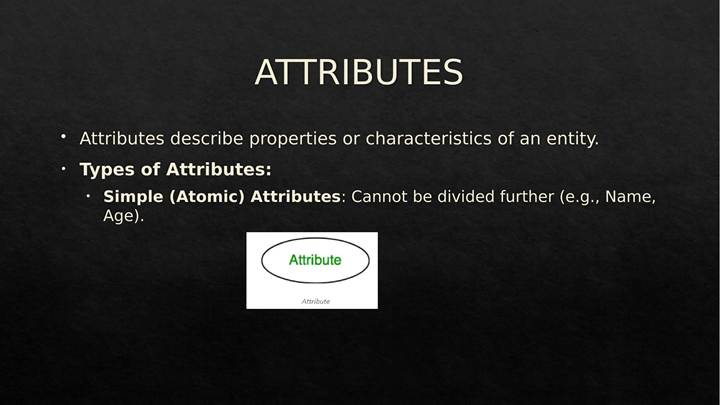 ATTRIBUTES
• Attributes describe properties or characteristics of an entity.
• Types of Attributes:
• Simple (Atomic) Attributes: Cannot be divided further (e.g., Name,
Age).
Attribute
Attribute